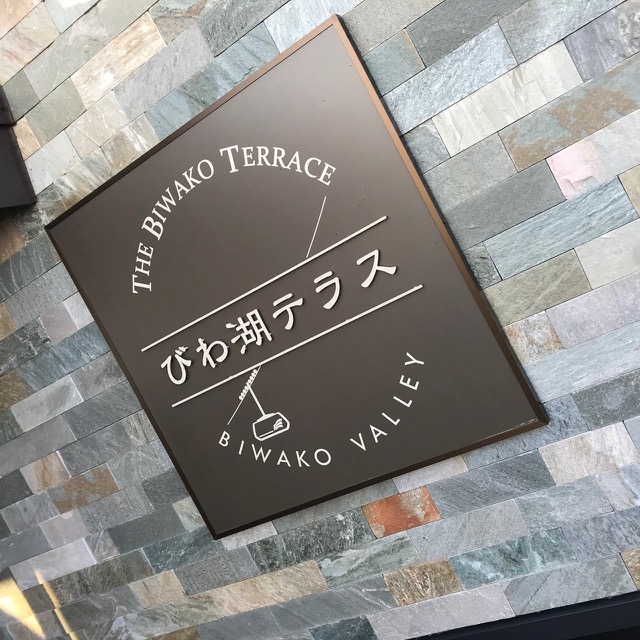 THE BIWAKO TERRACE
びわ湖テラス
BIWAKO VALLEY